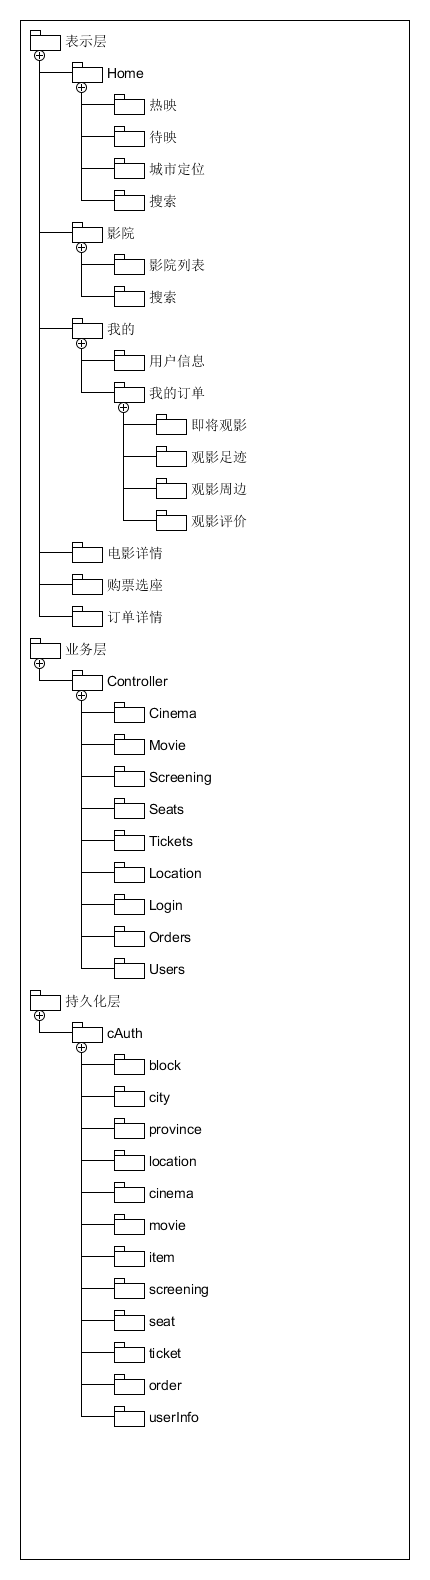 表示层
Home
热映
待映
城市定位
搜索
影院
影院列表
搜索
我的
用户信息
我的订单
即将观影
观影足迹
观影周边
观影评价
电影详情
购票选座
订单详情
业务层
Controller
Cinema
Movie
Screening
Seats
Tickets
Location
Login
Orders
Users
持久化层
cAuth
block
city
province
location
cinema
movie
item
screening
seat
ticket
order
userInfo